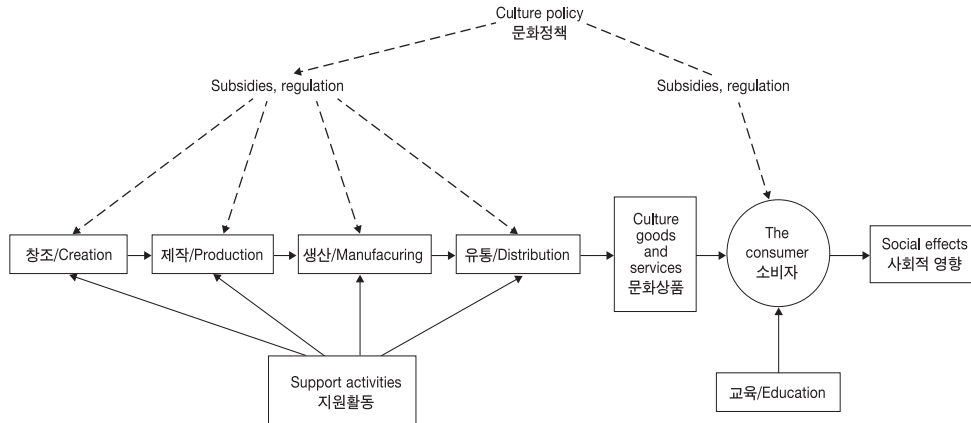 Culture policy
문화정책
Subsidies, regulation
Subsidies, regulation
창조/Creation
제작/Production
생산/Manufacuring
유통/Distribution
Culture
goods
and
services
문화상품
The
consumer
소비자
Social effects
사회적 영향
Support activities
지원활동
교육/Education